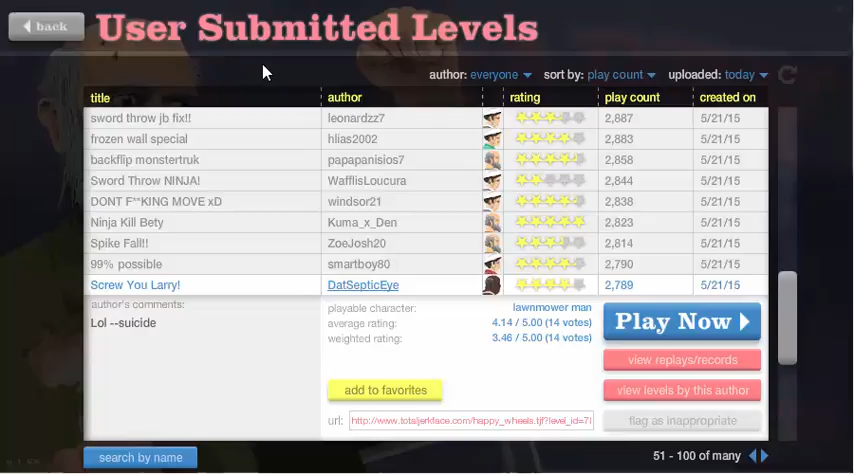 back
User Submitted Levels
author: everyone sort by: play count uploaded: today
title author rating play count created on
sword throw jb fix!! leonardzz7 2,887 5/21/15
frozen wall special hlias2002 2,883 5/21/15
backflip monstertruk papapanisios7 2,858 5/21/15
Sword Throw NINJA! WafflisLoucura 2,844 5/21/15
DONT F**KING MOVE xD windsor21 2,838 5/21/15
Ninja Kill Bety Kuma_x_Den 2,823 5/21/15
Spike Fall!! ZoeJosh20 2,814 5/21/15
99% possible smartboy80 2,790 5/21/15
Screw You Larry! DatSepticEye 2,789 5/21/15
author's comments:
Lol --suicide
playable character: lawnmower man
average rating: 4.14 / 5.00 (14 votes)
weighted rating: 3.46 / 5.00 (14 votes)
Play Now
view replays/records
add to favorites
view levels by this author
url: http://www.totaljerkface.com/happy_wheels.tjf?level_id=7
flag as inappropriate
search by name
51 - 100 of many